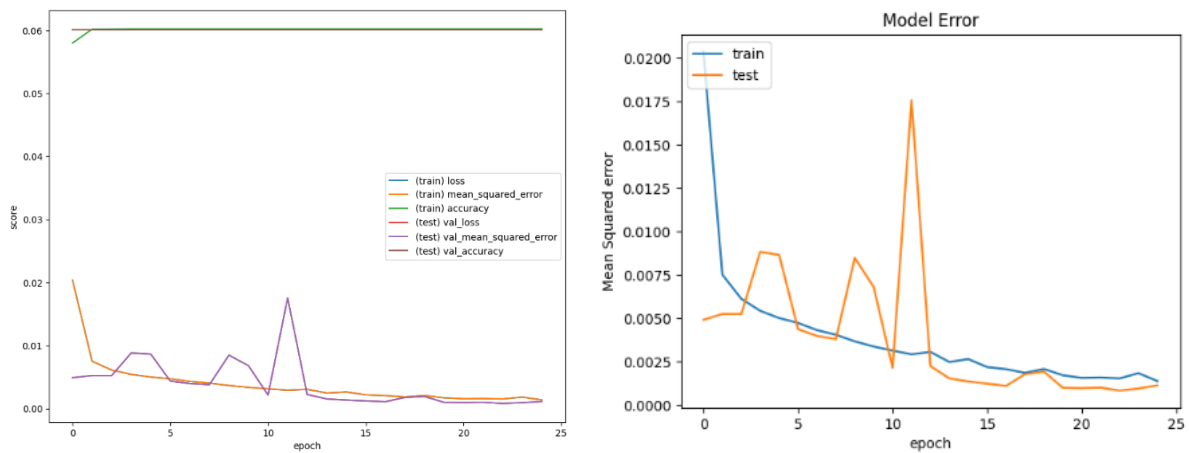 0.06
0.05
0.04
0.03
0.02
0.01
0.00
score
(train) loss
(train) mean_squared_error
(train) accuracy
(test) val_loss
(test) val_mean_squared_error
(test) val_accuracy
0 5 10 15 20 25
epoch
Model Error
train
test
0.0200
0.0175
0.0150
0.0125
0.0100
0.0075
0.0050
0.0025
0.0000
Mean Squared error
0 5 10 15 20 25
epoch